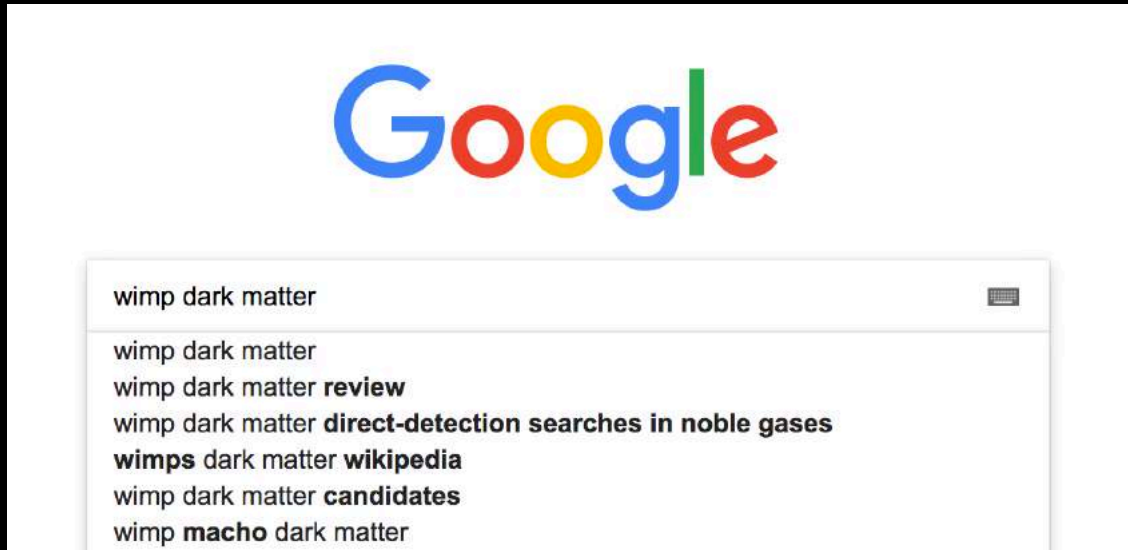 Google
wimp dark matter
wimp dark matter
wimp dark matter review
wimp dark matter direct-detection searches in noble gases
wimps dark matter wikipedia
wimp dark matter candidates
wimp macho dark matter